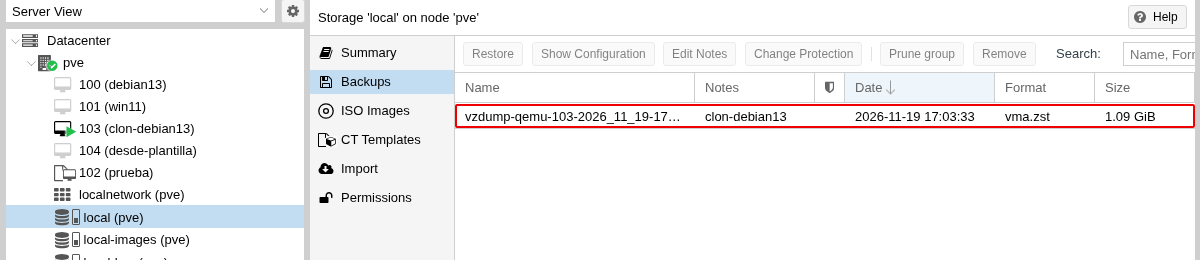 Server View
Datacenter
pve
100 (debian13)
101 (win11)
103 (clon-debian13)
104 (desde-plantilla)
102 (prueba)
localnetwork (pve)
local (pve)
local-images (pve)
Storage 'local' on node 'pve'
Help
Summary
Backups
ISO Images
CT Templates
Import
Permissions
Restore Show Configuration Edit Notes Change Protection Prune group Remove Search: Name, For
Name Notes Date Format Size
vzdump-qemu-103-2026_11_19-17… clon-debian13 2026-11-19 17:03:33 vma.zst 1.09 GiB